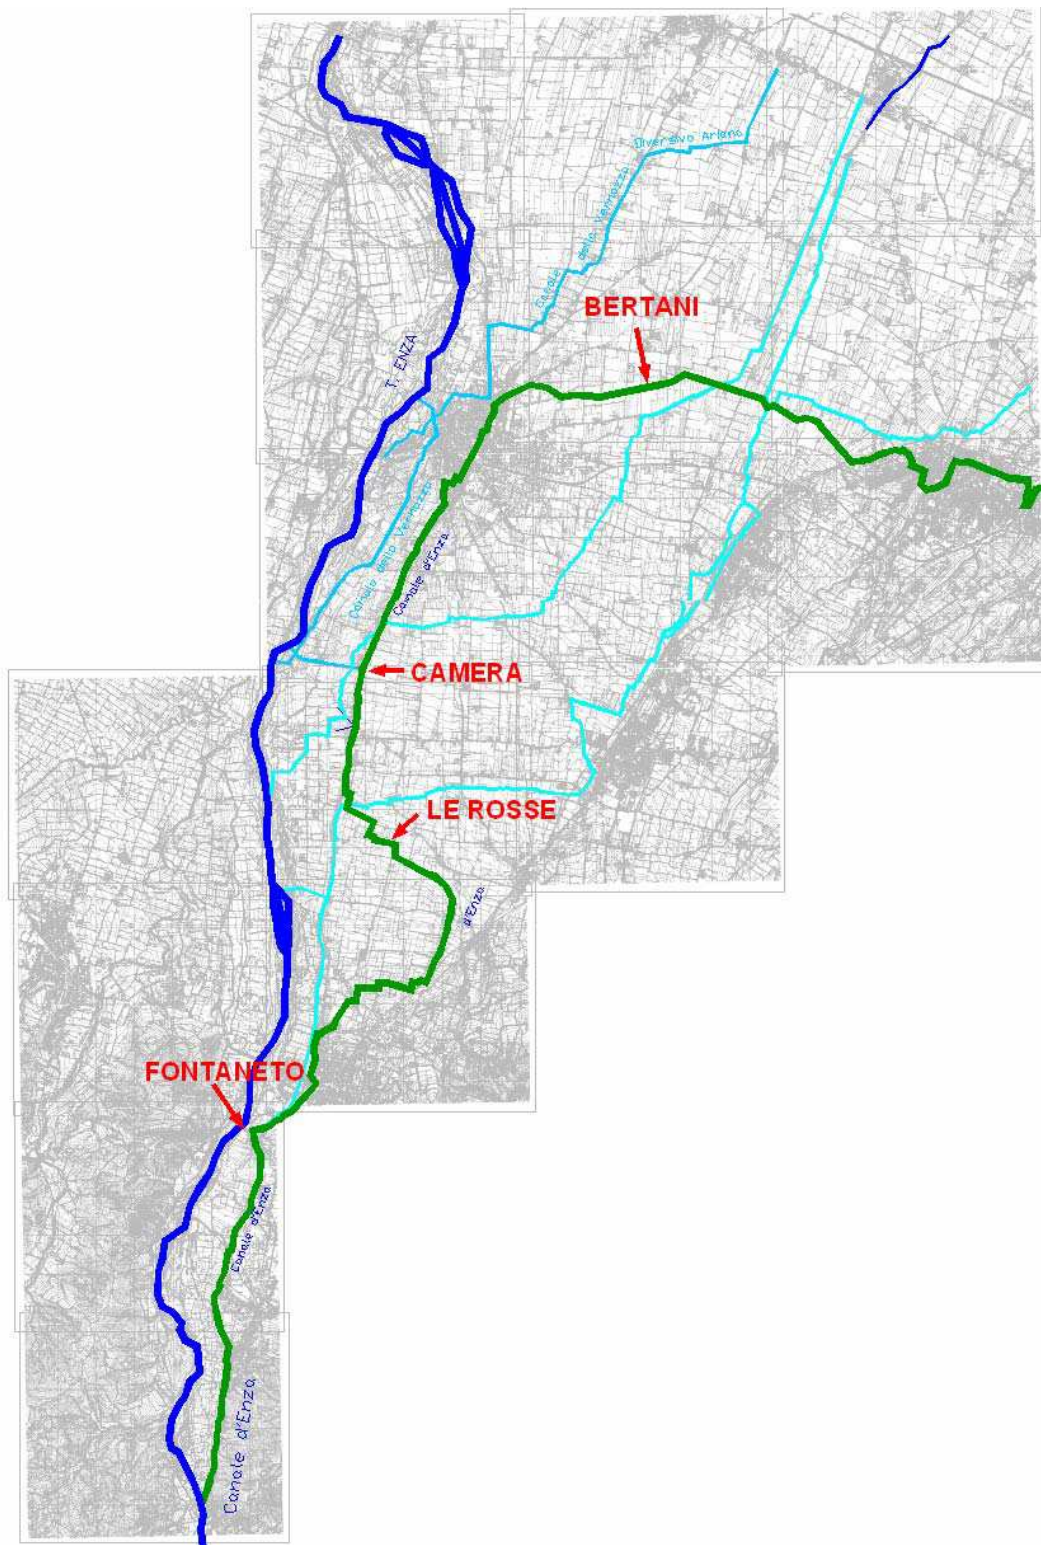 Diversivo Arlena
Canale della Vernazza
BERTANI
T. ENZA
Canale della Vernazza
Canale d'Enza
CAMERA
LE ROSSE
d'Enza
FONTANETO
Canale d'Enza
Canale d'Enza